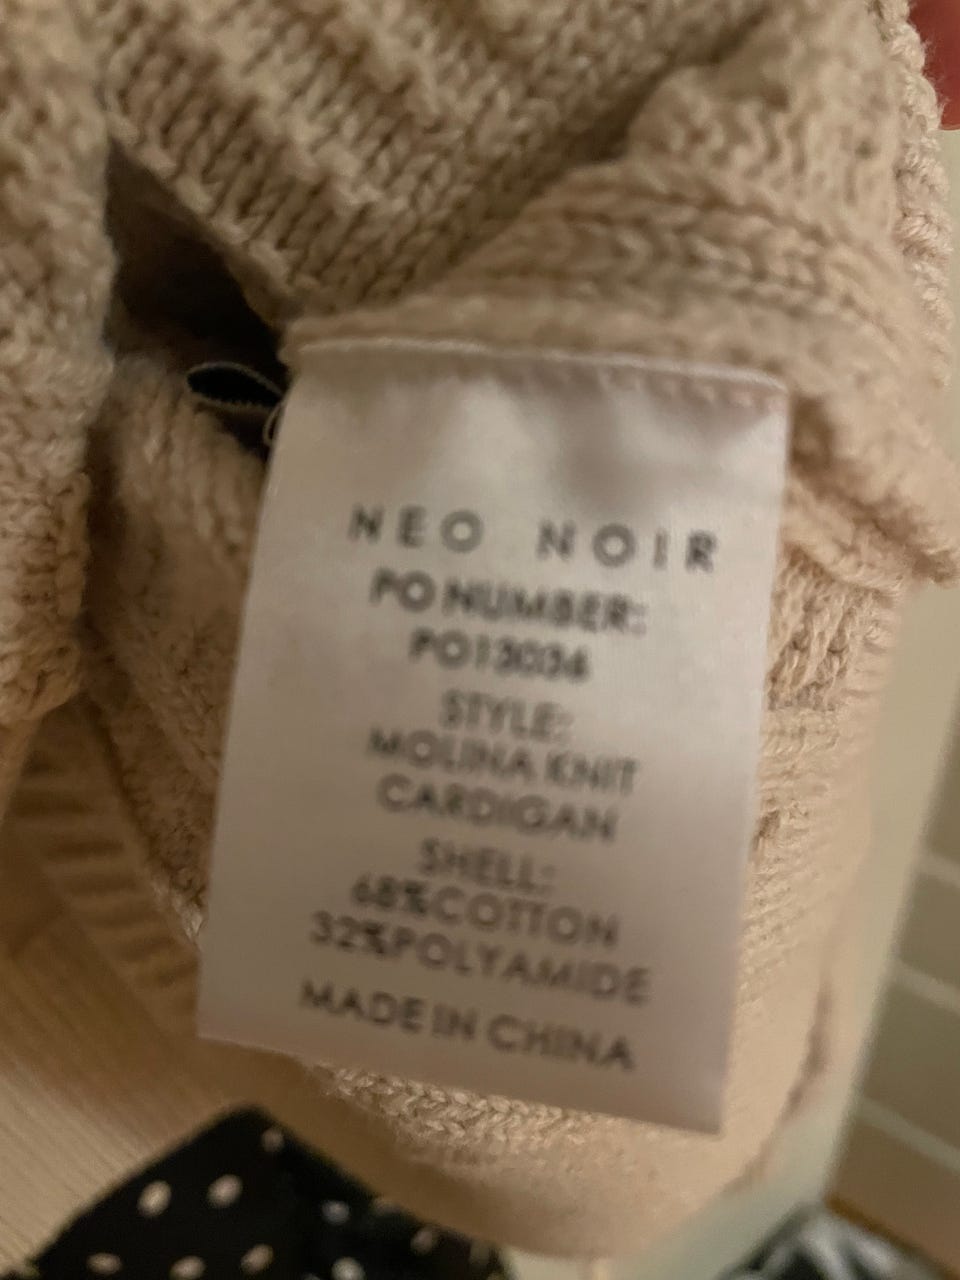 NEO NOIR
PO NUMBER:
PO13034
STYLE:
MOLINA KNIT
CARDIGAN
SHELL:
68%COTTON
32%POLYAMIDE
MADE IN CHINA